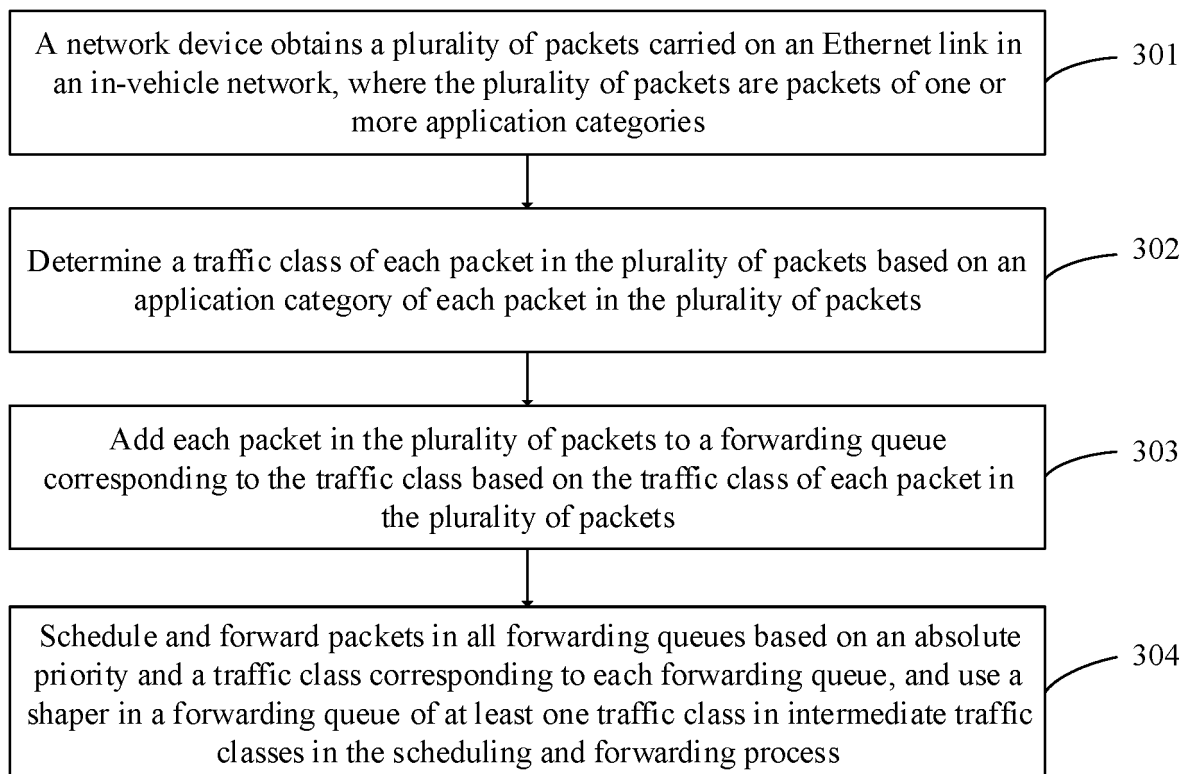 A network device obtains a plurality of packets carried on an Ethernet link in
an in-vehicle network, where the plurality of packets are packets of one or
more application categories
301
Determine a traffic class of each packet in the plurality of packets based on an
application category of each packet in the plurality of packets
302
Add each packet in the plurality of packets to a forwarding queue
corresponding to the traffic class based on the traffic class of each packet in
the plurality of packets
303
Schedule and forward packets in all forwarding queues based on an absolute
priority and a traffic class corresponding to each forwarding queue, and use a
shaper in a forwarding queue of at least one traffic class in intermediate traffic
classes in the scheduling and forwarding process
304